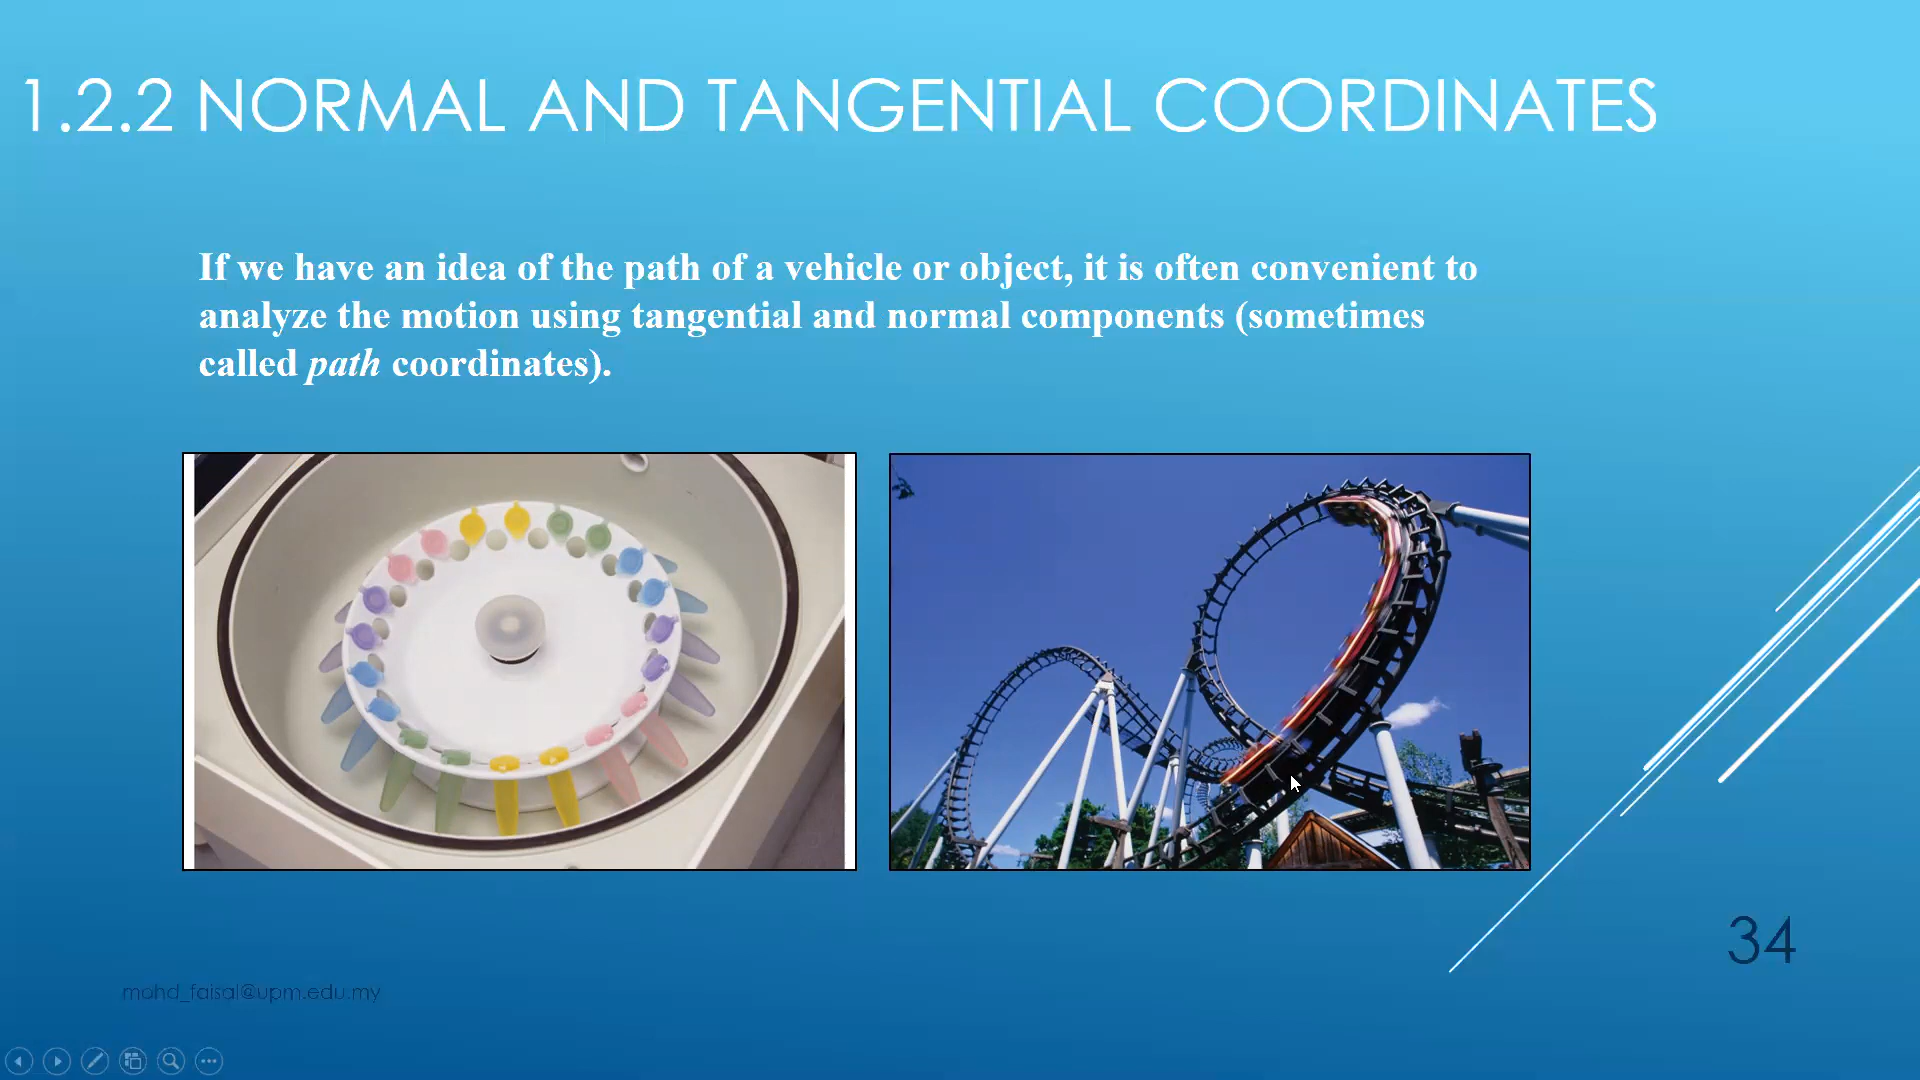 1.2.2 NORMAL AND TANGENTIAL COORDINATES
If we have an idea of the path of a vehicle or object, it is often convenient to
analyze the motion using tangential and normal components (sometimes
called path coordinates).
34
mohd_faisal@upm.edu.my